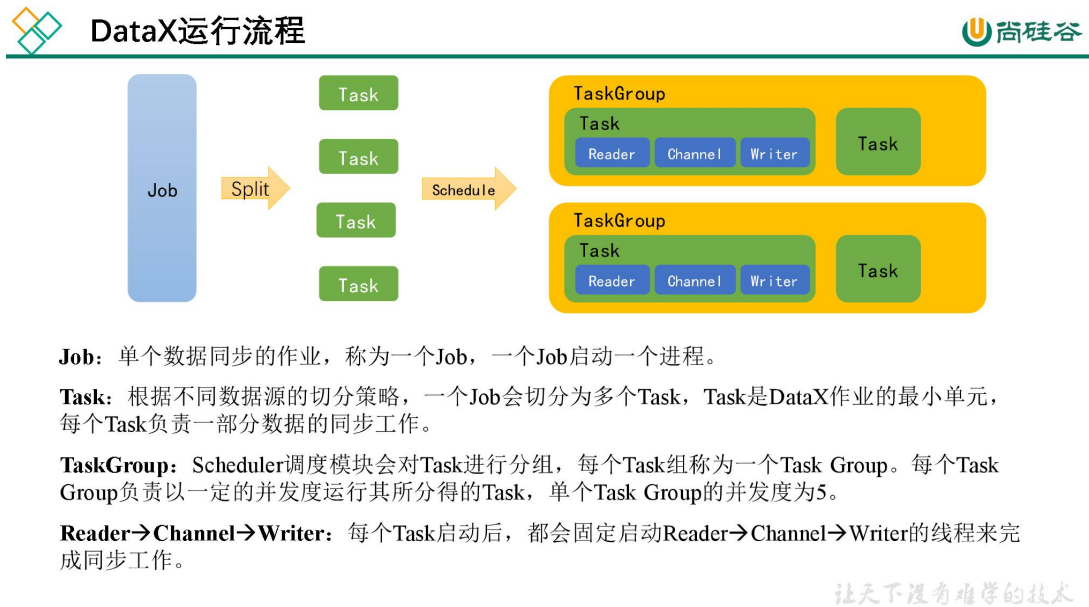 DataX运行流程
尚硅谷
Job
Split
Task
Task
Task
Task
Schedule
TaskGroup
Task
Reader Channel Writer
Task
TaskGroup
Task
Reader Channel Writer
Task
Job：单个数据同步的作业，称为一个Job，一个Job启动一个进程。
Task：根据不同数据源的切分策略，一个Job会切分为多个Task，Task是DataX作业的最小单元，
每个Task负责一部分数据的同步工作。
TaskGroup：Scheduler调度模块会对Task进行分组，每个Task组称为一个Task Group。每个Task
Group负责以一定的并发度运行其所分得的Task，单个Task Group的并发度为5。
Reader→Channel→Writer：每个Task启动后，都会固定启动Reader→Channel→Writer的线程来完
成同步工作。
让天下没有难学的技术